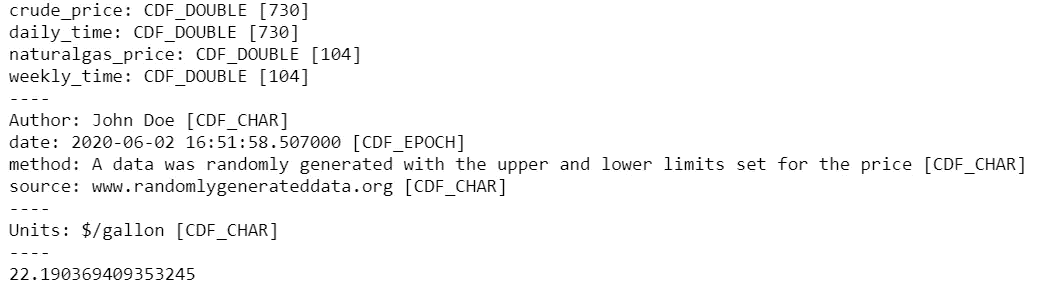 crude_price: CDF_DOUBLE [730]
daily_time: CDF_DOUBLE [730]
naturalgas_price: CDF_DOUBLE [104]
weekly_time: CDF_DOUBLE [104]
----
Author: John Doe [CDF_CHAR]
date: 2020-06-02 16:51:58.507000 [CDF_EPOCH]
method: A data was randomly generated with the upper and lower limits set for the price [CDF_CHAR]
source: www.randomlygenerateddata.org [CDF_CHAR]
----
Units: $/gallon [CDF_CHAR]
----
22.190369409353245